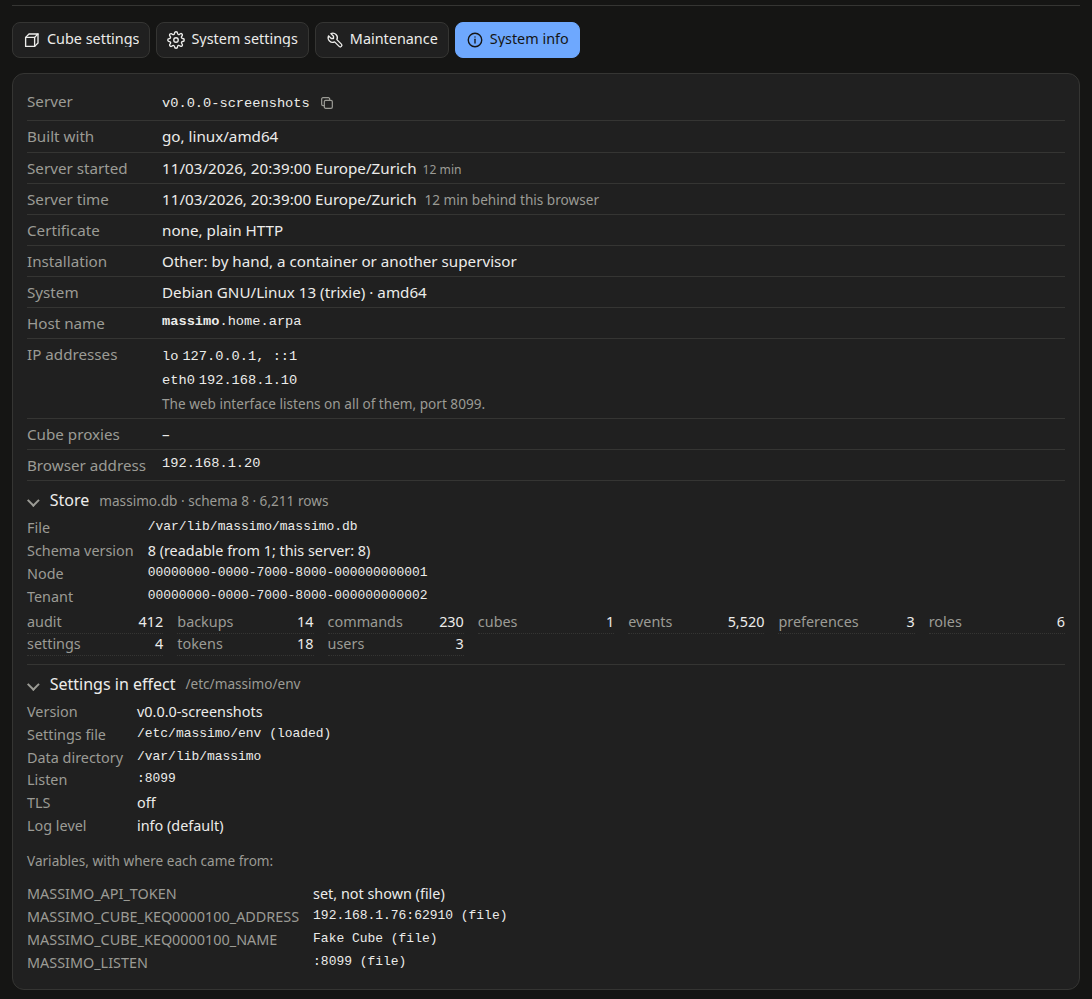 Cube settings System settings Maintenance System info
Server v0.0.0-screenshots
Built with go, linux/amd64
Server started 11/03/2026, 20:39:00 Europe/Zurich 12 min
Server time 11/03/2026, 20:39:00 Europe/Zurich 12 min behind this browser
Certificate none, plain HTTP
Installation Other: by hand, a container or another supervisor
System Debian GNU/Linux 13 (trixie) · amd64
Host name massimo.home.arpa
IP addresses lo 127.0.0.1, ::1
eth0 192.168.1.10
The web interface listens on all of them, port 8099.
Cube proxies –
Browser address 192.168.1.20
Store massimo.db · schema 8 · 6,211 rows
File /var/lib/massimo/massimo.db
Schema version 8 (readable from 1; this server: 8)
Node 00000000-0000-7000-8000-000000000001
Tenant 00000000-0000-7000-8000-000000000002
audit 412 backups 14 commands 230 cubes 1 events 5,520 preferences 3 roles 6
settings 4 tokens 18 users 3
Settings in effect /etc/massimo/env
Version v0.0.0-screenshots
Settings file /etc/massimo/env (loaded)
Data directory /var/lib/massimo
Listen :8099
TLS off
Log level info (default)
Variables, with where each came from:
MASSIMO_API_TOKEN set, not shown (file)
MASSIMO_CUBE_KEQ0000100_ADDRESS 192.168.1.76:62910 (file)
MASSIMO_CUBE_KEQ0000100_NAME Fake Cube (file)
MASSIMO_LISTEN :8099 (file)